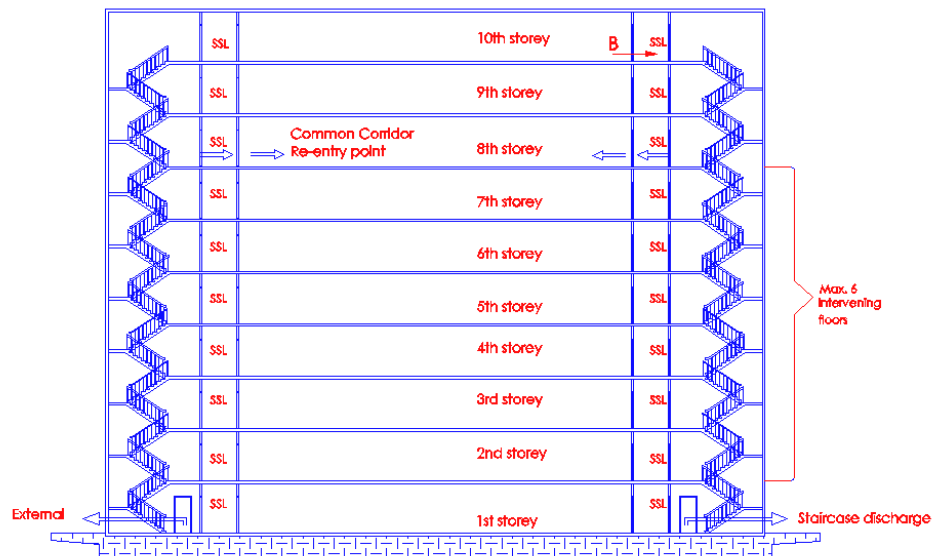 SSL 10th storey B SSL
SSL 9th storey SSL
Common Corridor
Re-entry point
SSL 8th storey SSL
SSL 7th storey SSL
SSL 6th storey SSL
Max. 6
Intervening
floors
SSL 5th storey SSL
SSL 4th storey SSL
SSL 3rd storey SSL
SSL 2nd storey SSL
External SSL 1st storey SSL Staircase discharge